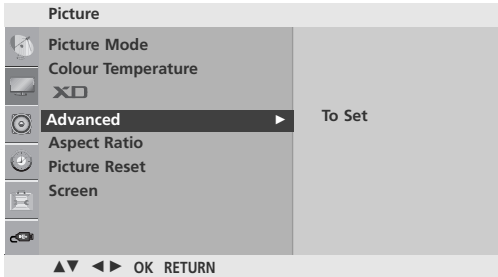 Picture
Picture Mode
Colour Temperature
XD
Advanced ►
To Set
Aspect Ratio
Picture Reset
Screen
▲▼ ◄► OK RETURN